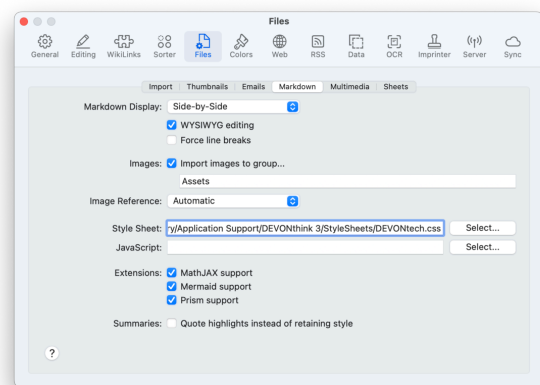 Files
General Editing WikiLinks Sorter Files Colors Web RSS Data OCR Imprinter Server Sync
Import Thumbnails Emails Markdown Multimedia Sheets
Markdown Display: Side-by-Side
WYSIWYG editing
Force line breaks
Images: Import images to group...
Assets
Image Reference: Automatic
Style Sheet: ry/Application Support/DEVONthink 3/StyleSheets/DEVONtech.css Select...
JavaScript: Select...
Extensions: MathJAX support
Mermaid support
Prism support
Summaries: Quote highlights instead of retaining style
?